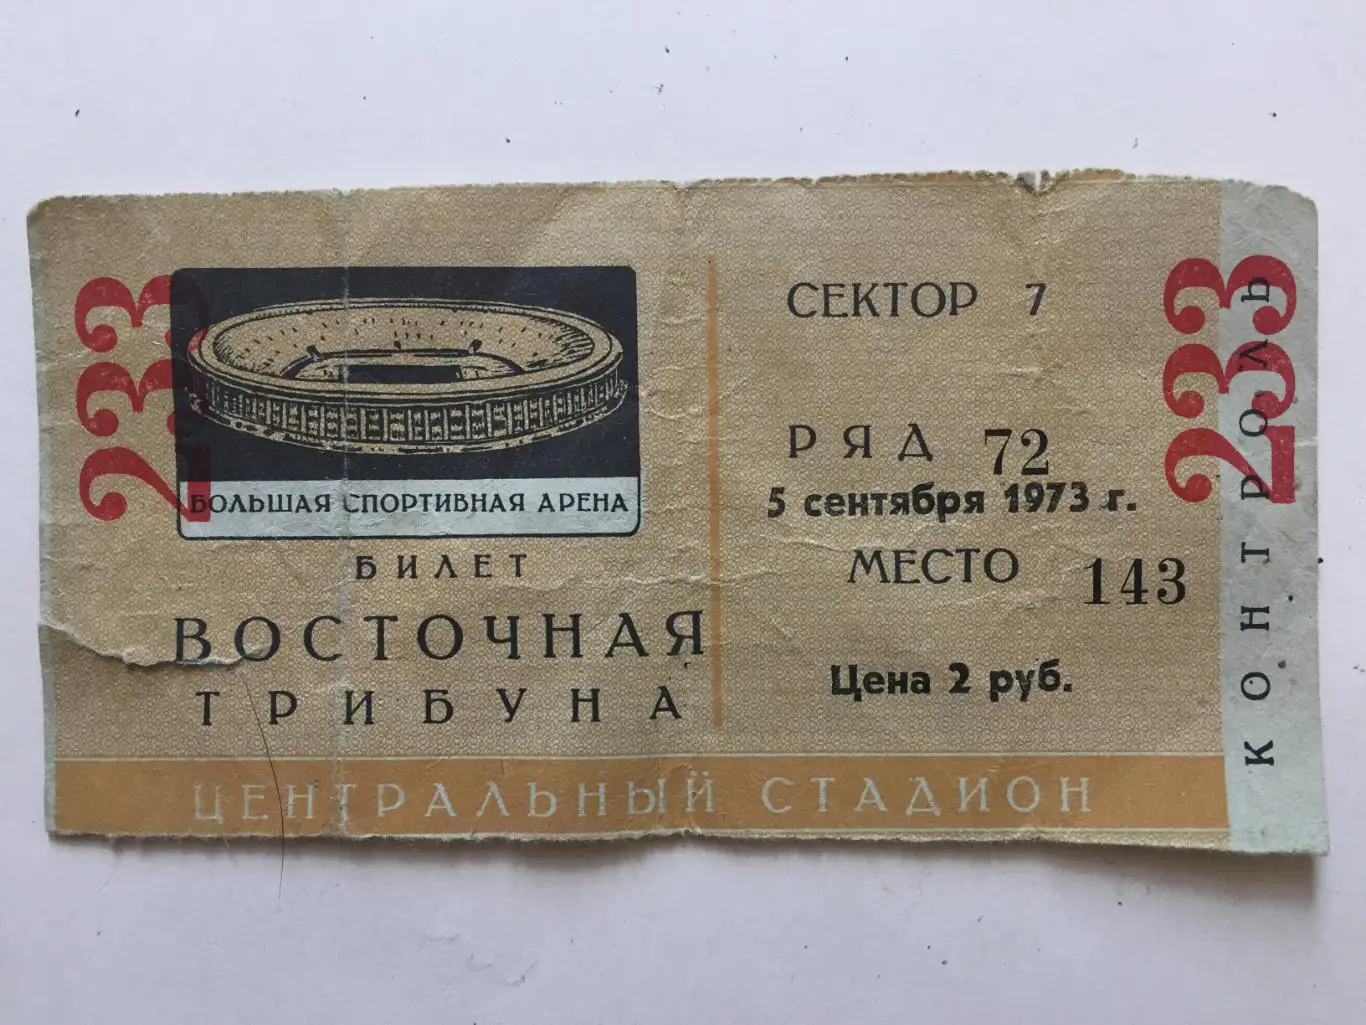 233
БОЛЬШАЯ СПОРТИВНАЯ АРЕНА
БИЛЕТ
ВОСТОЧНАЯ
ТРИБУНА
СЕКТОР 7
РЯД 72
5 сентября 1973 г.
МЕСТО 143
Цена 2 руб.
ЦЕНТРАЛЬНЫЙ СТАДИОН
233
КОНТРОЛЬ